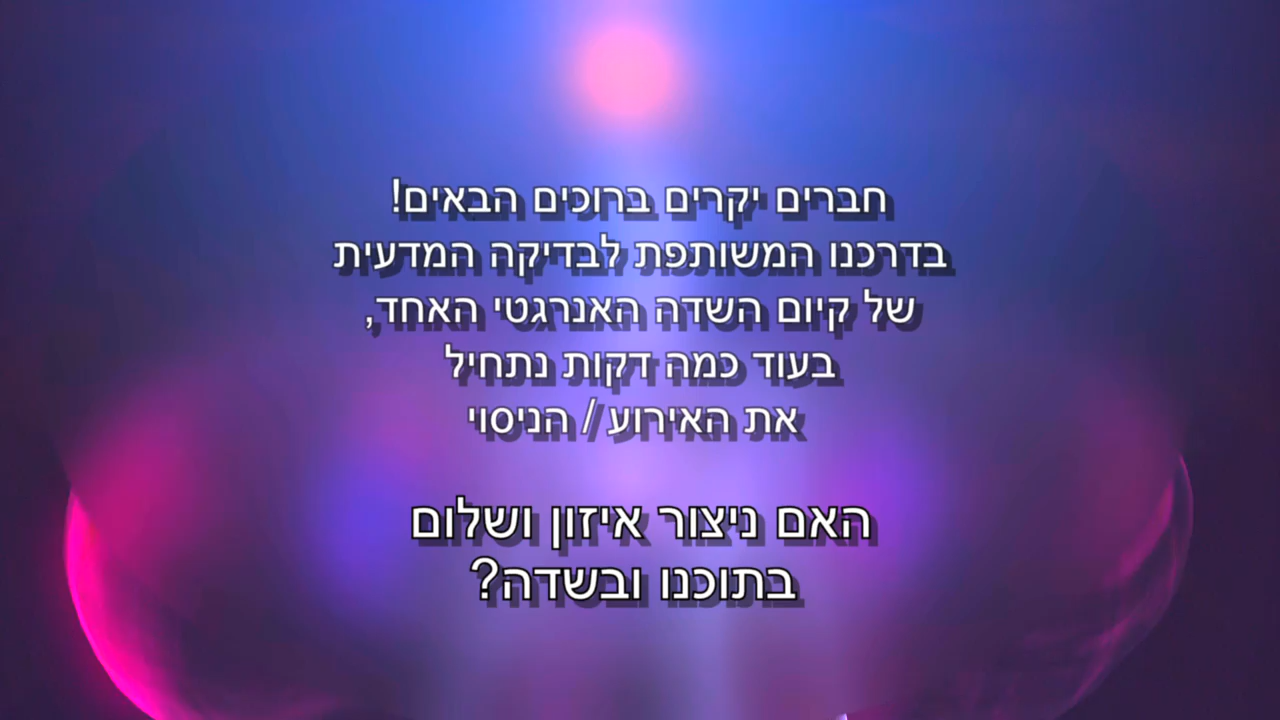 חברים יקרים ברוכים הבאים!
בדרכנו המשותפת לבדיקה המדעית
של קיום השדה האנרגטי האחד,
בעוד כמה דקות נתחיל
את האירוע / הניסוי
האם ניצור איזון ושלום
בתוכנו ובשדה?